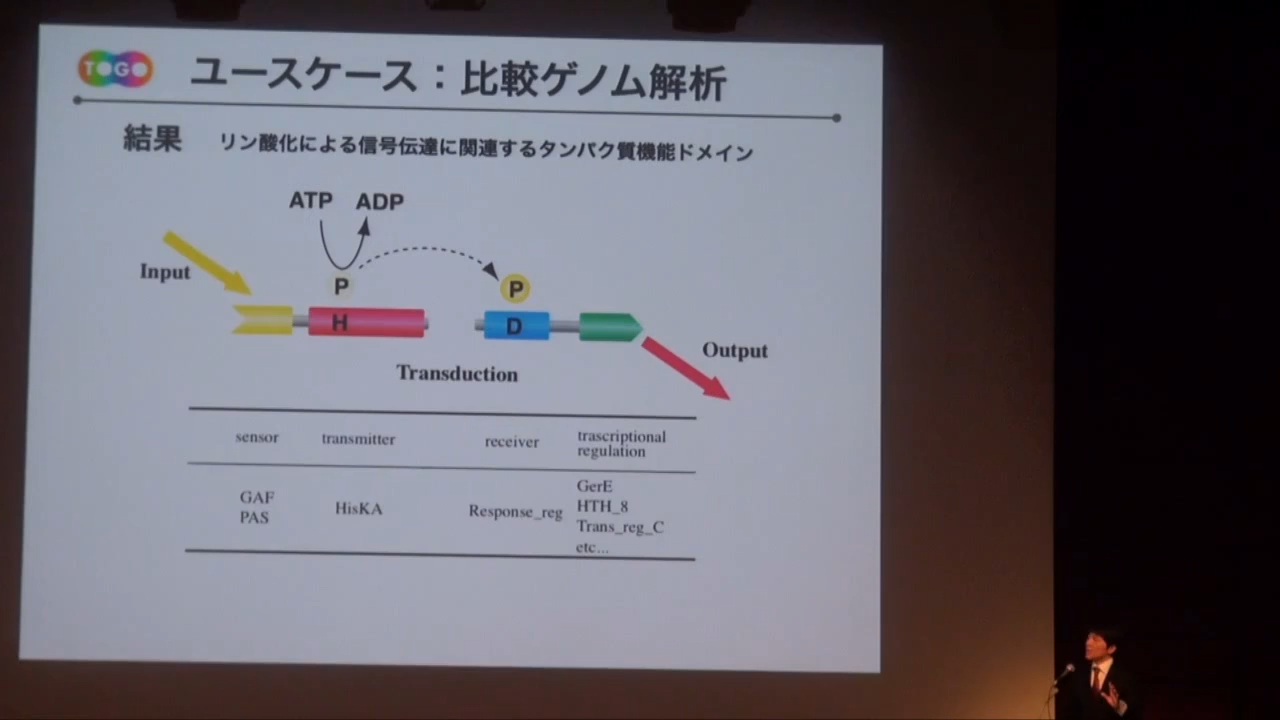 TOGO
ユースケース：比較ゲノム解析
結果
リン酸化による信号伝達に関連するタンパク質機能ドメイン
ATP ADP
Input
P
P
H
D
Output
Transduction
sensor transmitter receiver trascriptional
regulation
GAF
PAS
HisKA
Response_reg
GerE
HTH_8
Trans_reg_C
etc...